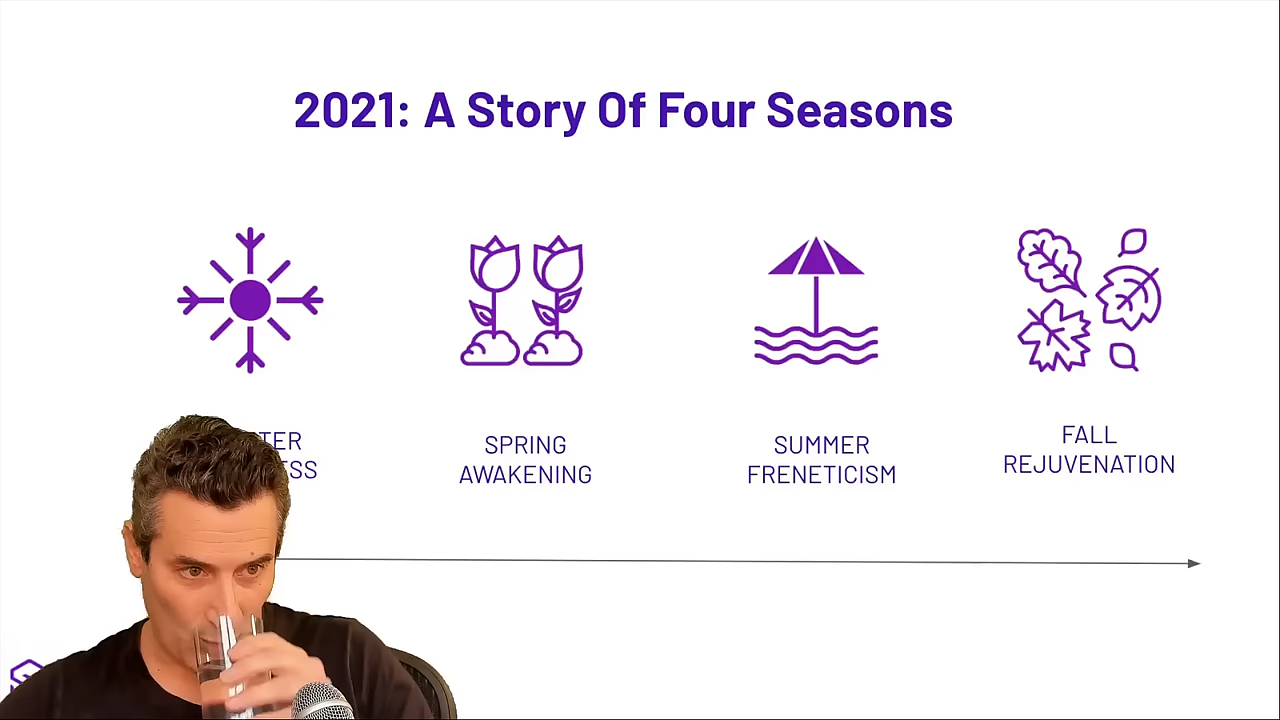 2021: A Story Of Four Seasons
SPRING
AWAKENING
SUMMER
FRENETICISM
FALL
REJUVENATION